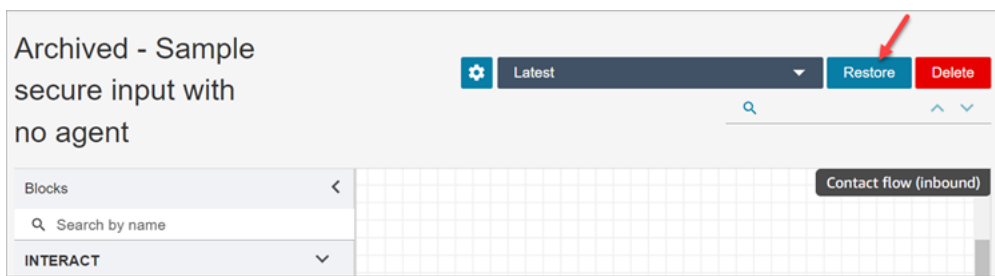 Archived - Sample
secure input with
no agent
Latest
Restore
Delete
Blocks
Contact flow (inbound)
Search by name
INTERACT